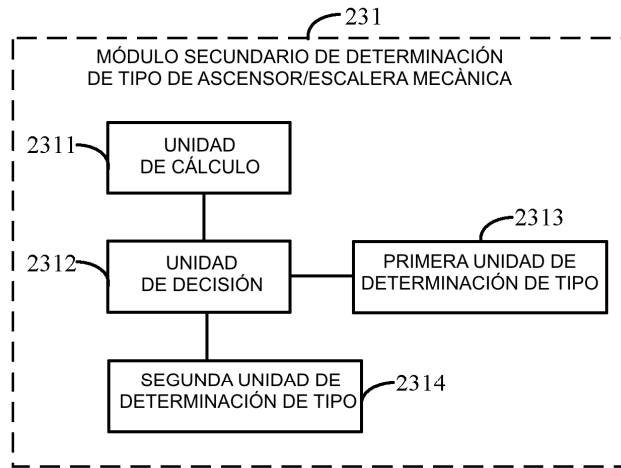 231
MÓDULO SECUNDARIO DE DETERMINACIÓN
DE TIPO DE ASCENSOR/ESCALERA MECÀNICA
2311
UNIDAD
DE CÁLCULO
2312
UNIDAD
DE DECISIÓN
2313
PRIMERA UNIDAD DE
DETERMINACIÓN DE TIPO
SEGUNDA UNIDAD DE
DETERMINACIÓN DE TIPO
2314